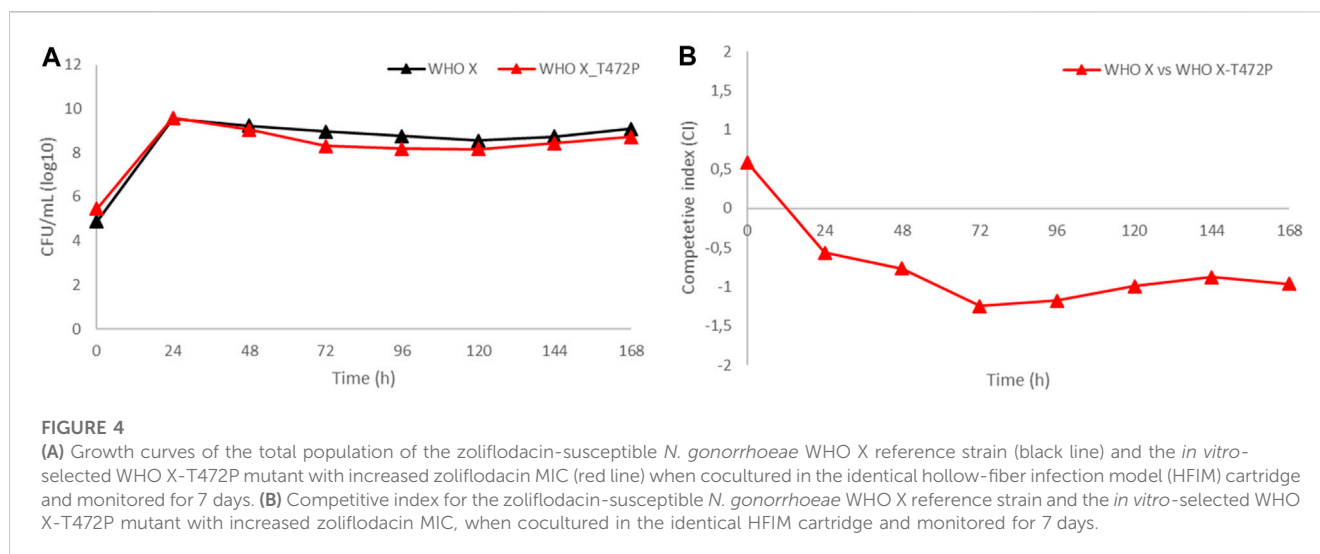 A
WHO X
WHO X_T472P
12
10
8
6
4
2
0
0 24 48 72 96 120 144 168
CFU/mL (log10)
Time (h)
B
WHO X vs WHO X-T472P
2
1,5
1
0,5
0
-0,5
-1
-1,5
-2
0 24 48 72 96 120 144 168
Competetive index (CI)
Time (h)
FIGURE 4
(A) Growth curves of the total population of the zoliflodacin-susceptible N. gonorrhoeae WHO X reference strain (black line) and the in vitro-
selected WHO X-T472P mutant with increased zoliflodacin MIC (red line) when cocultured in the identical hollow-fiber infection model (HFIM) cartridge
and monitored for 7 days. (B) Competitive index for the zoliflodacin-susceptible N. gonorrhoeae WHO X reference strain and the in vitro-selected WHO
X-T472P mutant with increased zoliflodacin MIC, when cocultured in the identical HFIM cartridge and monitored for 7 days.